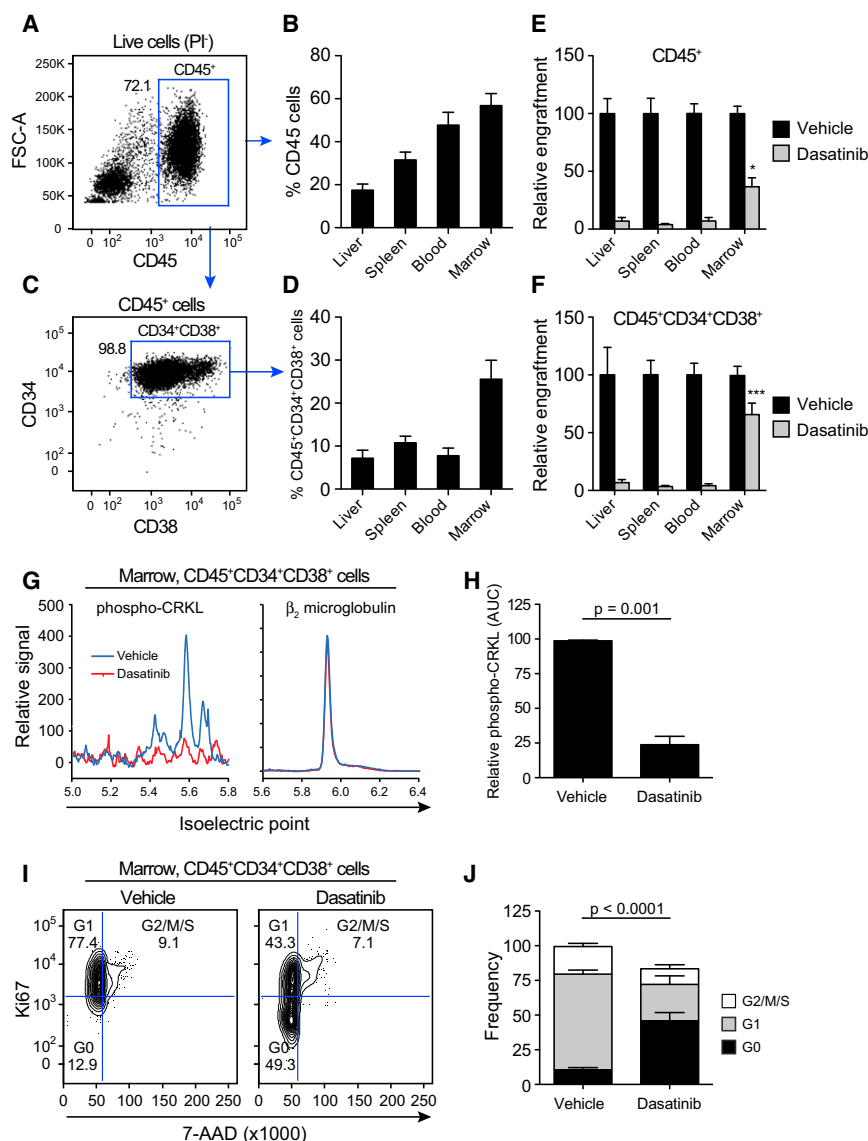 A
Live cells (PI-)
CD45+
72.1
250K
200K
150K
100K
50K
0
FSC-A
0 10² 10³ 10⁴ 10⁵
CD45
B
80
60
40
20
0
% CD45 cells
Liver
Spleen
Blood
Marrow
E
CD45+
150
100
50
0
Relative engraftment
*
Vehicle
Dasatinib
Liver
Spleen
Blood
Marrow
C
CD45+ cells
CD34+CD38+
98.8
10⁵
10⁴
10³
10²
0
CD34
0 10² 10³ 10⁴ 10⁵
CD38
D
40
30
20
10
0
% CD45+CD34+CD38+ cells
Liver
Spleen
Blood
Marrow
F
CD45+CD34+CD38+
150
100
50
0
Relative engraftment
***
Vehicle
Dasatinib
Liver
Spleen
Blood
Marrow
G
Marrow, CD45+CD34+CD38+ cells
phospho-CRKL
β₂ microglobulin
500
400
300
200
100
0
Relative signal
Vehicle
Dasatinib
5.0 5.2 5.4 5.6 5.8
5.6 6.0 6.2 6.4
Isoelectric point
H
100
75
50
25
0
Relative phospho-CRKL (AUC)
p = 0.001
Vehicle
Dasatinib
I
Marrow, CD45+CD34+CD38+ cells
Vehicle
Dasatinib
10⁵
10⁴
10³
10²
0
Ki67
G1
77.4
G2/M/S
9.1
G0
12.9
G1
43.3
G2/M/S
7.1
G0
49.3
0 50 100 150 200 250
0 50 100 150 200 250
7-AAD (x1000)
J
125
100
75
50
25
0
Frequency
p < 0.0001
G2/M/S
G1
G0
Vehicle
Dasatinib